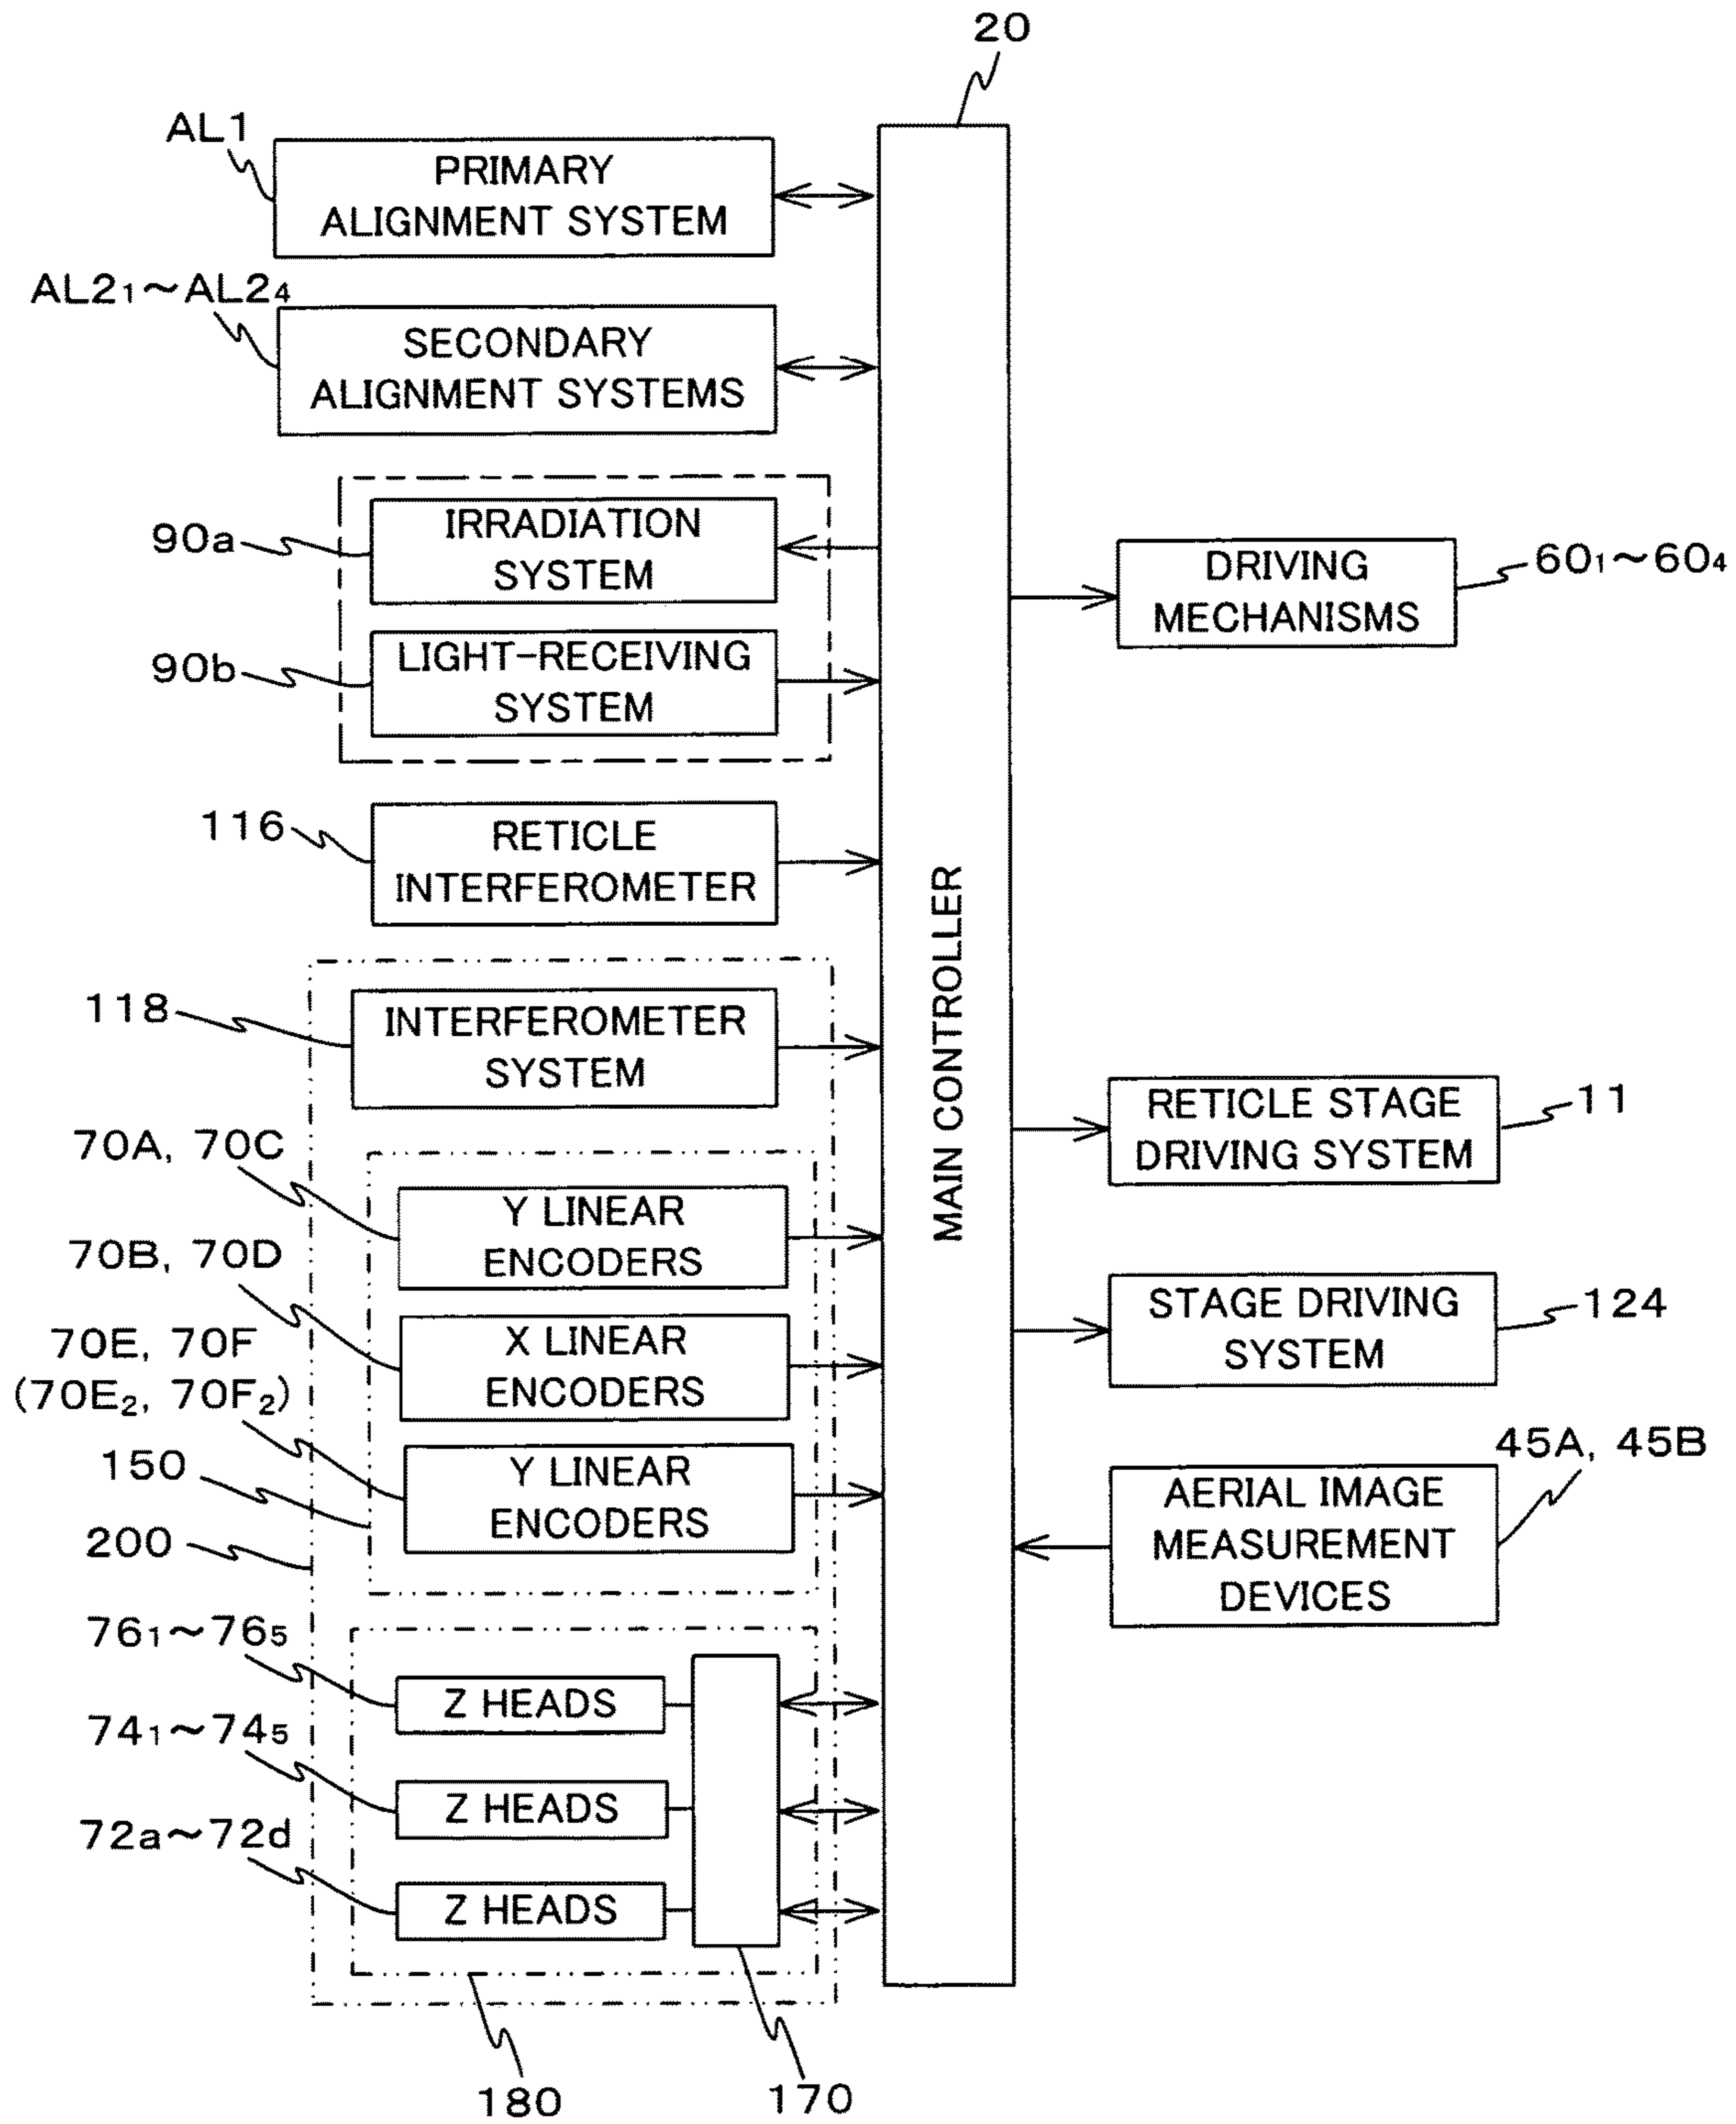 20
AL1
PRIMARY
ALIGNMENT SYSTEM
AL2₁～AL2₄
SECONDARY
ALIGNMENT SYSTEMS
90a
IRRADIATION
SYSTEM
90b
LIGHT-RECEIVING
SYSTEM
116
RETICLE
INTERFEROMETER
118
INTERFEROMETER
SYSTEM
70A, 70C
Y LINEAR
ENCODERS
70B, 70D
X LINEAR
ENCODERS
70E, 70F
(70E₂, 70F₂)
Y LINEAR
ENCODERS
150
200
76₁～76₅
Z HEADS
74₁～74₅
Z HEADS
72a～72d
Z HEADS
180
170
MAIN CONTROLLER
DRIVING
MECHANISMS
60₁～60₄
RETICLE STAGE
DRIVING SYSTEM
11
STAGE DRIVING
SYSTEM
124
45A, 45B
AERIAL IMAGE
MEASUREMENT
DEVICES